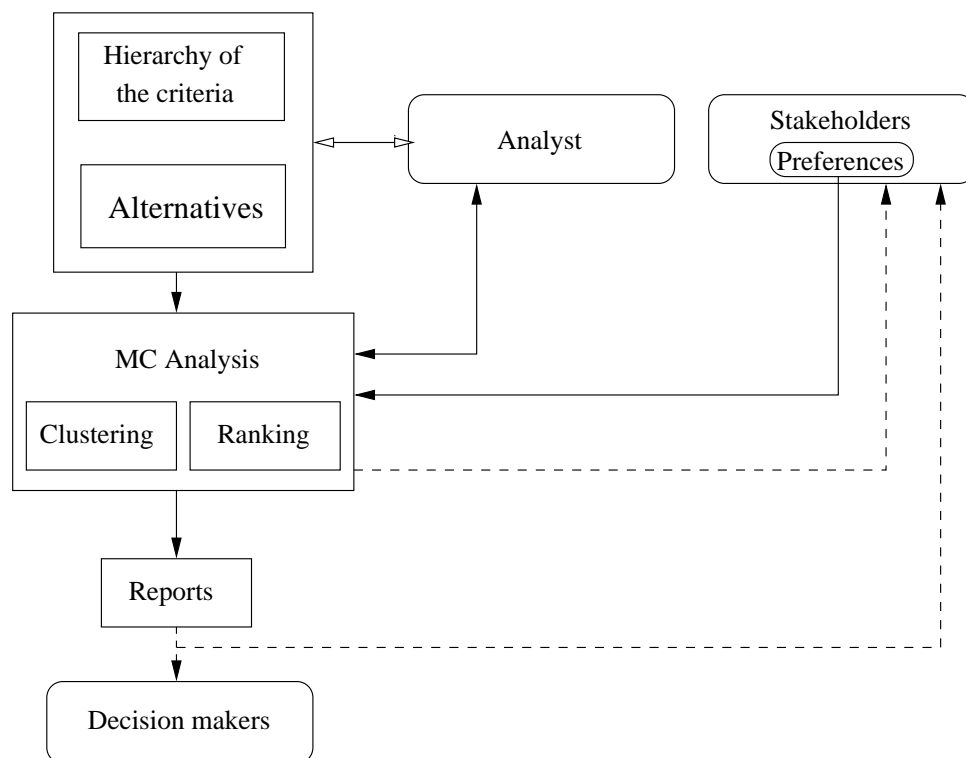 Hierarchy of
the criteria
Alternatives
Analyst
Stakeholders
Preferences
MC Analysis
Clustering
Ranking
Reports
Decision makers